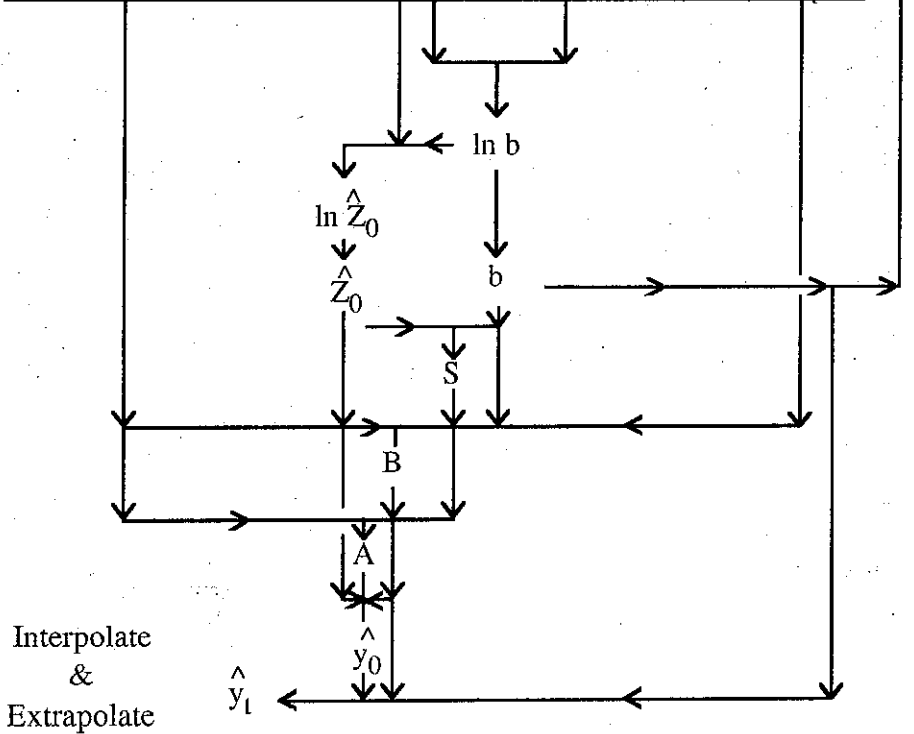 ln b
ln Ẑ₀
b
Ẑ₀
S
B
A
Interpolate
&
Extrapolate
ŷ₀
ŷₜ